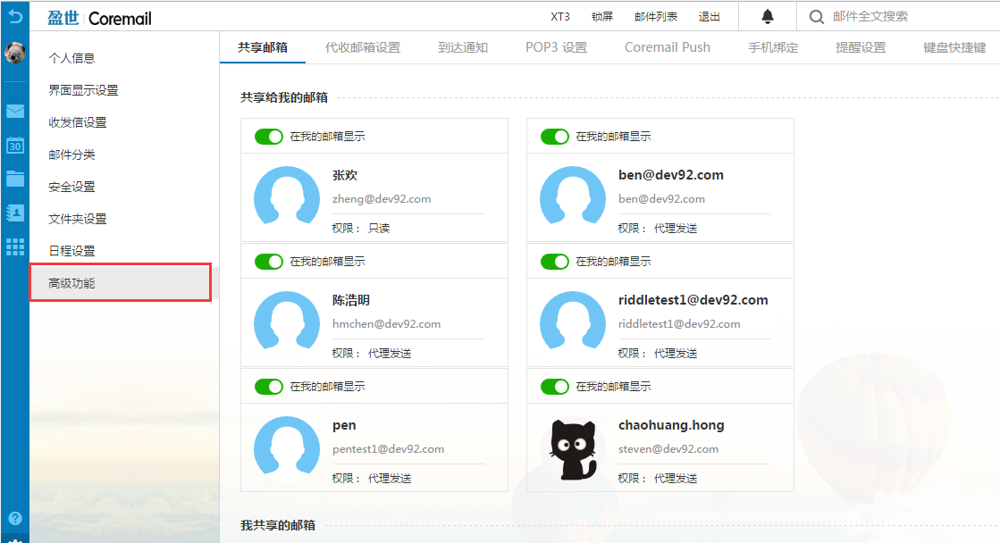 盈世 Coremail
XT3 锁屏 邮件列表 退出 邮件全文搜索
个人信息
界面显示设置
收发信设置
邮件分类
安全设置
文件夹设置
日程设置
高级功能
30
共享邮箱 代收邮箱设置 到达通知 POP3 设置 Coremail Push 手机绑定 提醒设置 键盘快捷键
共享给我的邮箱
在我的邮箱显示
张欢
zheng@dev92.com
权限： 只读
在我的邮箱显示
ben@dev92.com
ben@dev92.com
权限： 代理发送
在我的邮箱显示
陈浩明
hmchen@dev92.com
权限： 代理发送
在我的邮箱显示
riddletest1@dev92.com
riddletest1@dev92.com
权限： 代理发送
在我的邮箱显示
pen
pentest1@dev92.com
权限： 代理发送
在我的邮箱显示
chaohuang.hong
steven@dev92.com
权限： 代理发送
我共享的邮箱